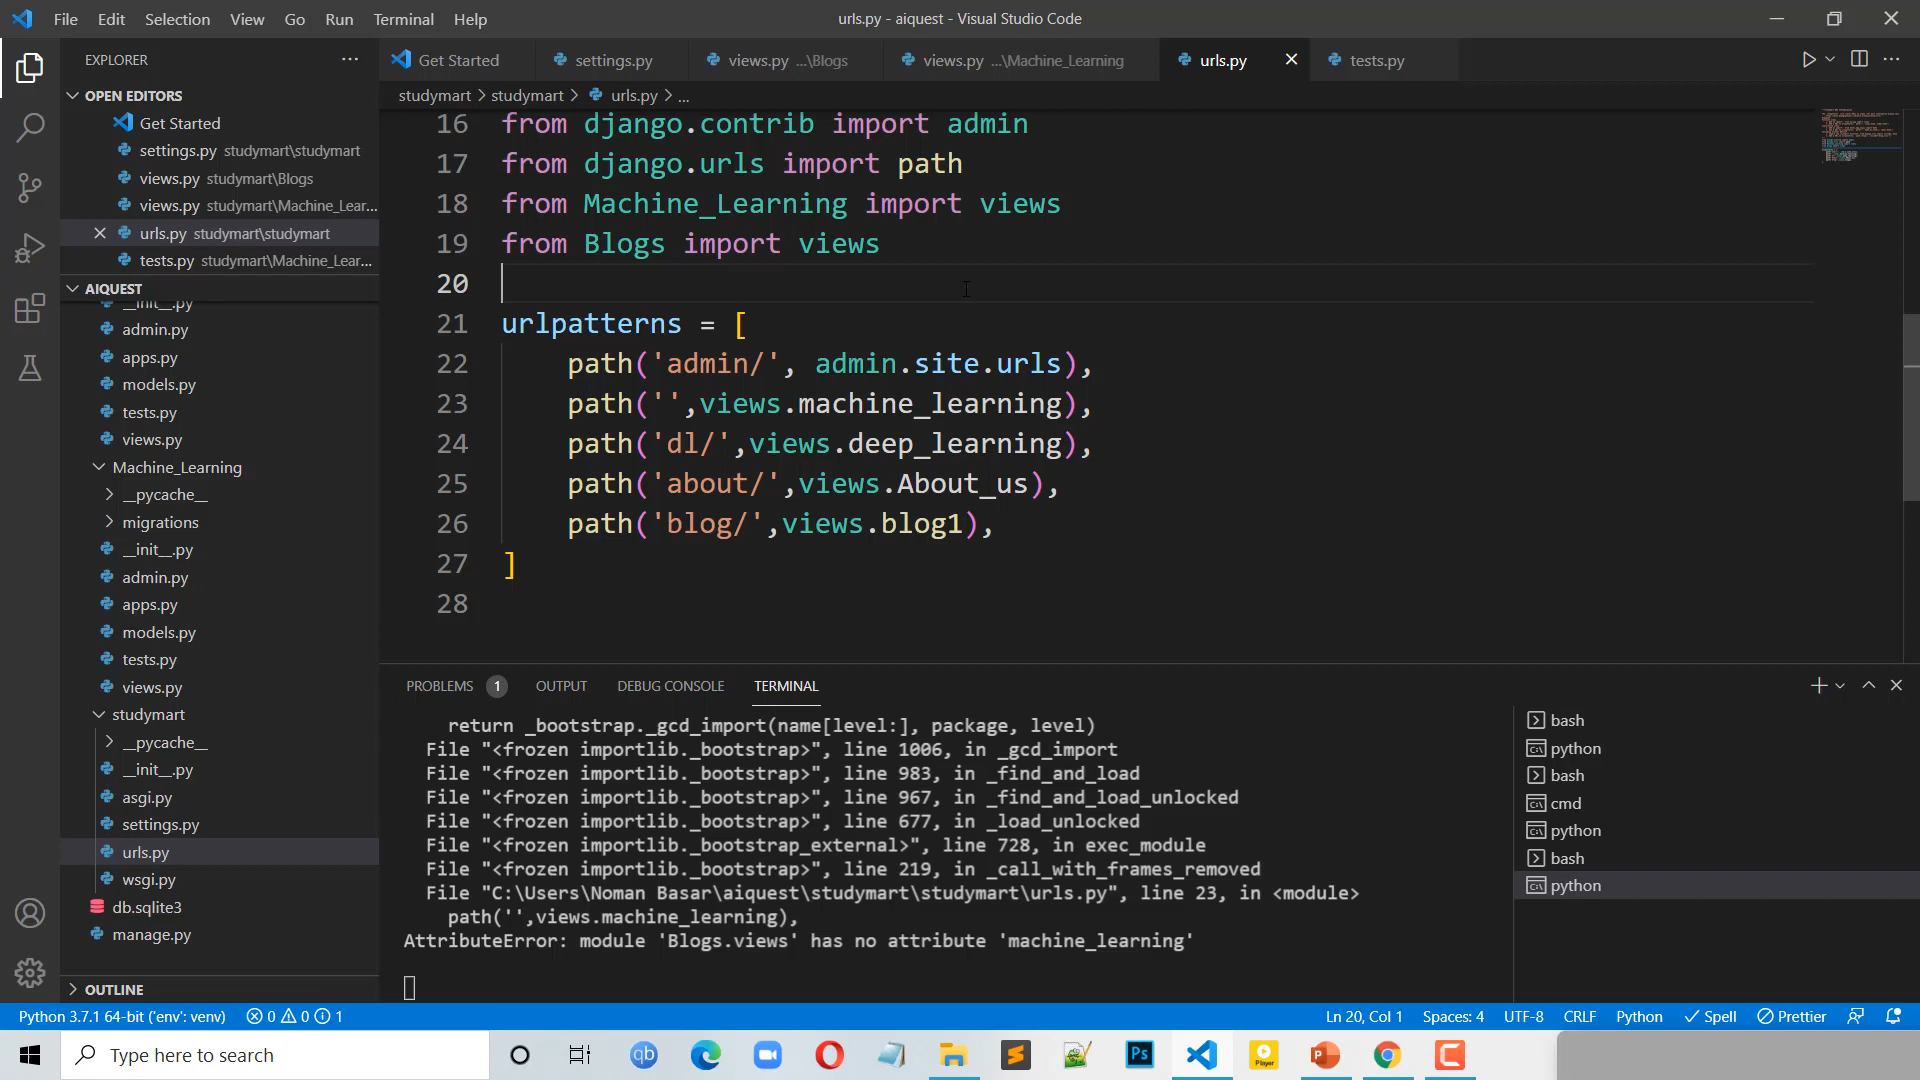 File Edit Selection View Go Run Terminal Help
urls.py - aiquest - Visual Studio Code
EXPLORER
OPEN EDITORS
Get Started
settings.py studymart\studymart
views.py studymart\Blogs
views.py studymart\Machine_Lear...
urls.py studymart\studymart
tests.py studymart\Machine_Lear...
AIQUEST
__init__.py
admin.py
apps.py
models.py
tests.py
views.py
Machine_Learning
__pycache__
migrations
__init__.py
admin.py
apps.py
models.py
tests.py
views.py
studymart
__pycache__
__init__.py
asgi.py
settings.py
urls.py
wsgi.py
db.sqlite3
manage.py
OUTLINE
Get Started settings.py views.py ...\Blogs views.py ...\Machine_Learning urls.py tests.py
studymart > studymart > urls.py > ...
16 from django.contrib import admin
17 from django.urls import path
18 from Machine_Learning import views
19 from Blogs import views
20
21 urlpatterns = [
22 path('admin/', admin.site.urls),
23 path('',views.machine_learning),
24 path('dl/',views.deep_learning),
25 path('about/',views.About_us),
26 path('blog/',views.blog1),
27 ]
28
PROBLEMS 1 OUTPUT DEBUG CONSOLE TERMINAL
return _bootstrap._gcd_import(name[level:], package, level)
File "<frozen importlib._bootstrap>", line 1006, in _gcd_import
File "<frozen importlib._bootstrap>", line 983, in _find_and_load
File "<frozen importlib._bootstrap>", line 967, in _find_and_load_unlocked
File "<frozen importlib._bootstrap>", line 677, in _load_unlocked
File "<frozen importlib._bootstrap_external>", line 728, in exec_module
File "<frozen importlib._bootstrap>", line 219, in _call_with_frames_removed
File "C:\Users\Noman Basar\aiquest\studymart\studymart\urls.py", line 23, in <module>
path('',views.machine_learning),
AttributeError: module 'Blogs.views' has no attribute 'machine_learning'
bash
python
bash
cmd
python
bash
python
Python 3.7.1 64-bit ('env': venv) 0 0 1
Ln 20, Col 1 Spaces: 4 UTF-8 CRLF Python Spell Prettier
Type here to search
qb
Ps
Player